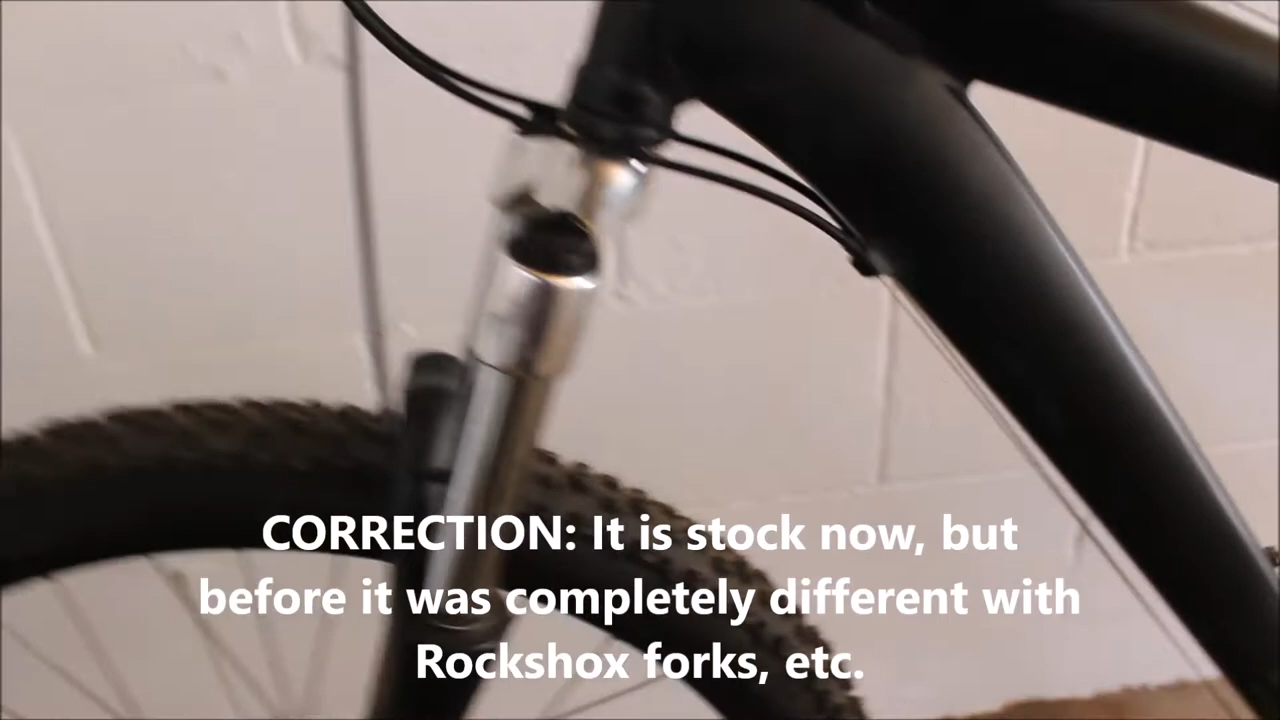 CORRECTION: It is stock now, but
before it was completely different with
Rockshox forks, etc.